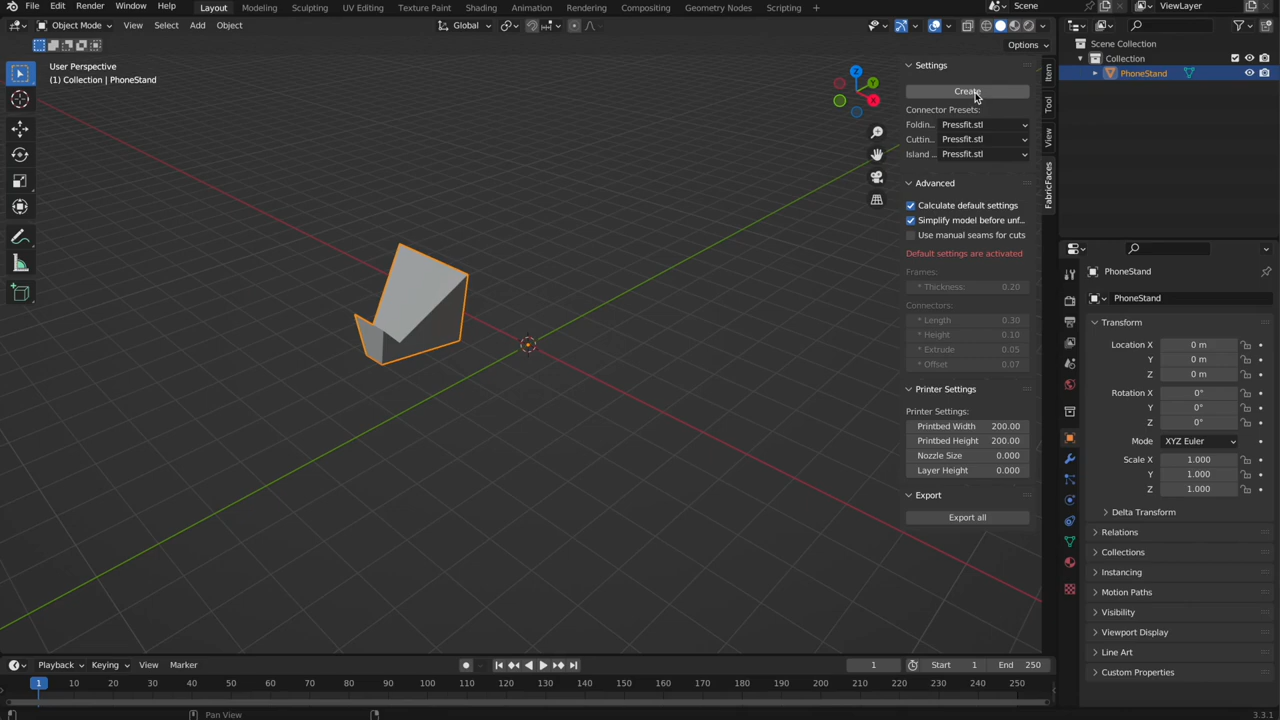 File Edit Render Window Help Layout Modeling Sculpting UV Editing Texture Paint Shading Animation Rendering Compositing Geometry Nodes Scripting + Scene ViewLayer
Object Mode View Select Add Object Global
Options
User Perspective
(1) Collection | PhoneStand
Z
Y
X
Settings
Create
Connector Presets:
Foldin... Pressfit.stl
Cuttin... Pressfit.stl
Island ... Pressfit.stl
Advanced
Calculate default settings
Simplify model before unf...
Use manual seams for cuts
Default settings are activated
Frames:
* Thickness: 0.20
Connectors:
* Length 0.30
* Height 0.10
* Extrude 0.05
* Offset 0.07
Printer Settings
Printer Settings:
Printbed Width 200.00
Printbed Height 200.00
Nozzle Size 0.000
Layer Height 0.000
Export
Export all
Item
Tool
View
FabricFaces
Scene Collection
Collection
PhoneStand
PhoneStand
PhoneStand
Transform
Location X 0 m
Y 0 m
Z 0 m
Rotation X 0°
Y 0°
Z 0°
Mode XYZ Euler
Scale X 1.000
Y 1.000
Z 1.000
Delta Transform
Relations
Collections
Instancing
Motion Paths
Visibility
Viewport Display
Line Art
Custom Properties
Playback Keying View Marker 1 Start 1 End 250
1 10 20 30 40 50 60 70 80 90 100 110 120 130 140 150 160 170 180 190 200 210 220 230 240 250
Pan View 3.3.1